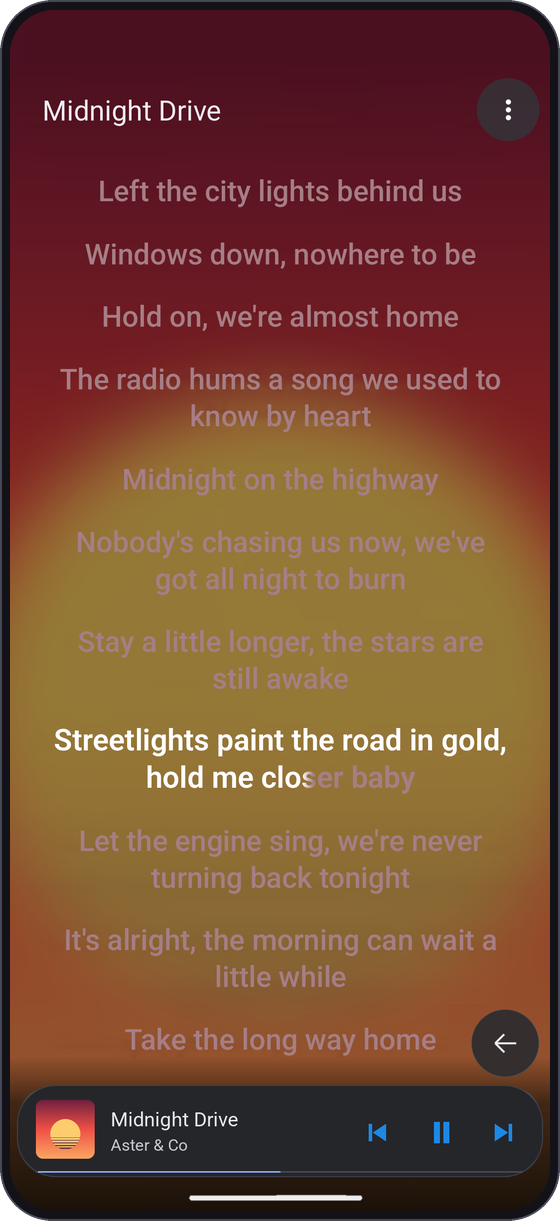 Midnight Drive
Left the city lights behind us
Windows down, nowhere to be
Hold on, we're almost home
The radio hums a song we used to
know by heart
Midnight on the highway
Nobody's chasing us now, we've
got all night to burn
Stay a little longer, the stars are
still awake
Streetlights paint the road in gold,
hold me closer baby
Let the engine sing, we're never
turning back tonight
It's alright, the morning can wait a
little while
Take the long way home
Midnight Drive
Aster & Co